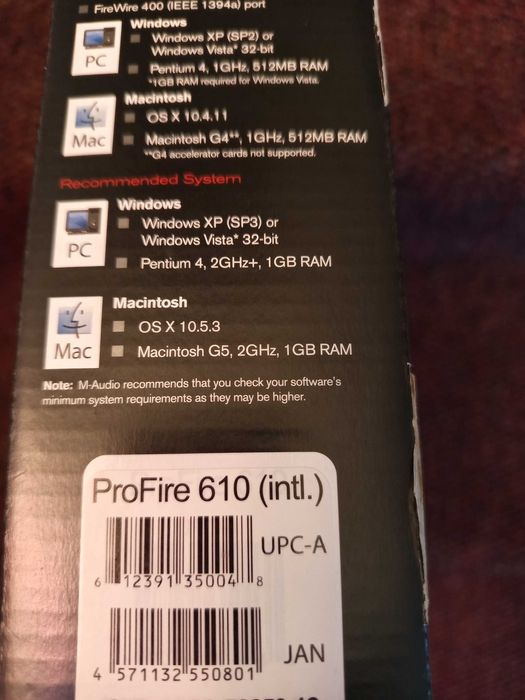 FireWire 400 (IEEE 1394a) port
Windows
Windows XP (SP2) or
Windows Vista* 32-bit
Pentium 4, 1GHz, 512MB RAM
*1GB RAM required for Windows Vista.
PC
Macintosh
OS X 10.4.11
Macintosh G4**, 1GHz, 512MB RAM
**G4 accelerator cards not supported.
Mac
Recommended System
Windows
Windows XP (SP3) or
Windows Vista* 32-bit
Pentium 4, 2GHz+, 1GB RAM
PC
Macintosh
OS X 10.5.3
Macintosh G5, 2GHz, 1GB RAM
Mac
Note: M-Audio recommends that you check your software's
minimum system requirements as they may be higher.
ProFire 610 (intl.)
UPC-A
6 12391 35004 8
JAN
4 571132 550801